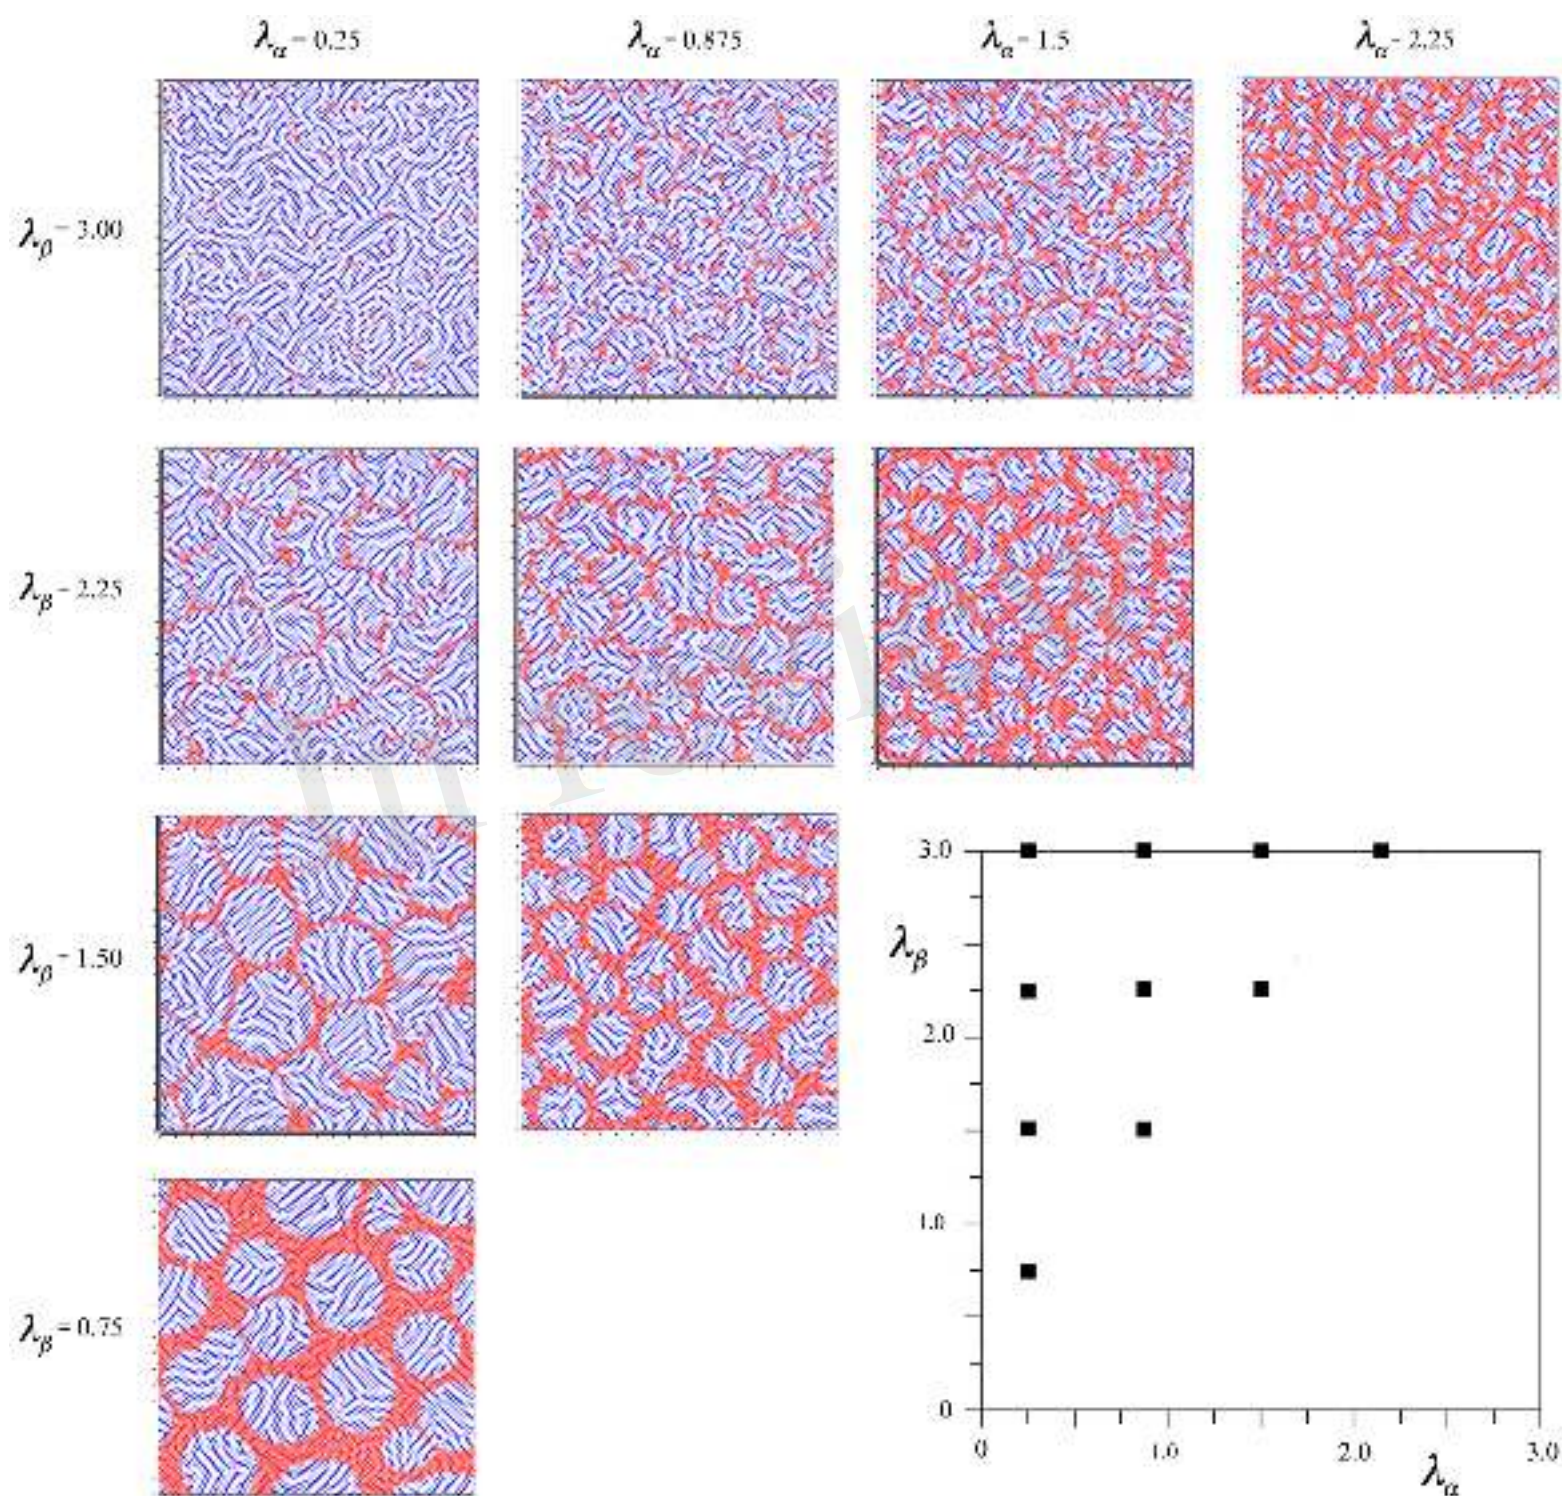 λα = 0.25 λα - 0.875 λα - 1.5 λα - 2.25
λβ = 3.00
λβ - 2.25
λβ = 1.50
λβ = 0.75
3.0
λβ
2.0
1.0
0
0 1.0 2.0 3.0
λα